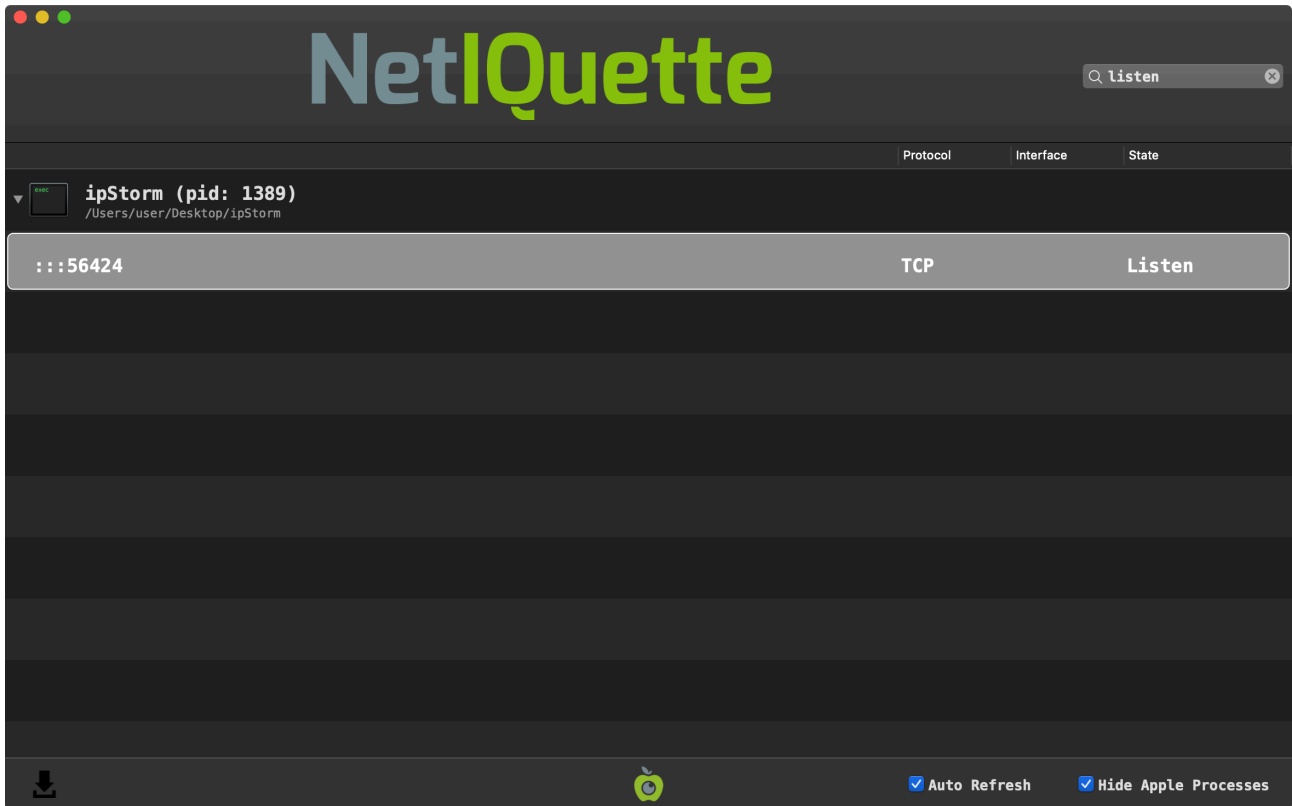 NetIQuette
listen
Protocol Interface State
exec
ipStorm (pid: 1389)
/Users/user/Desktop/ipStorm
:::56424 TCP Listen
Auto Refresh Hide Apple Processes